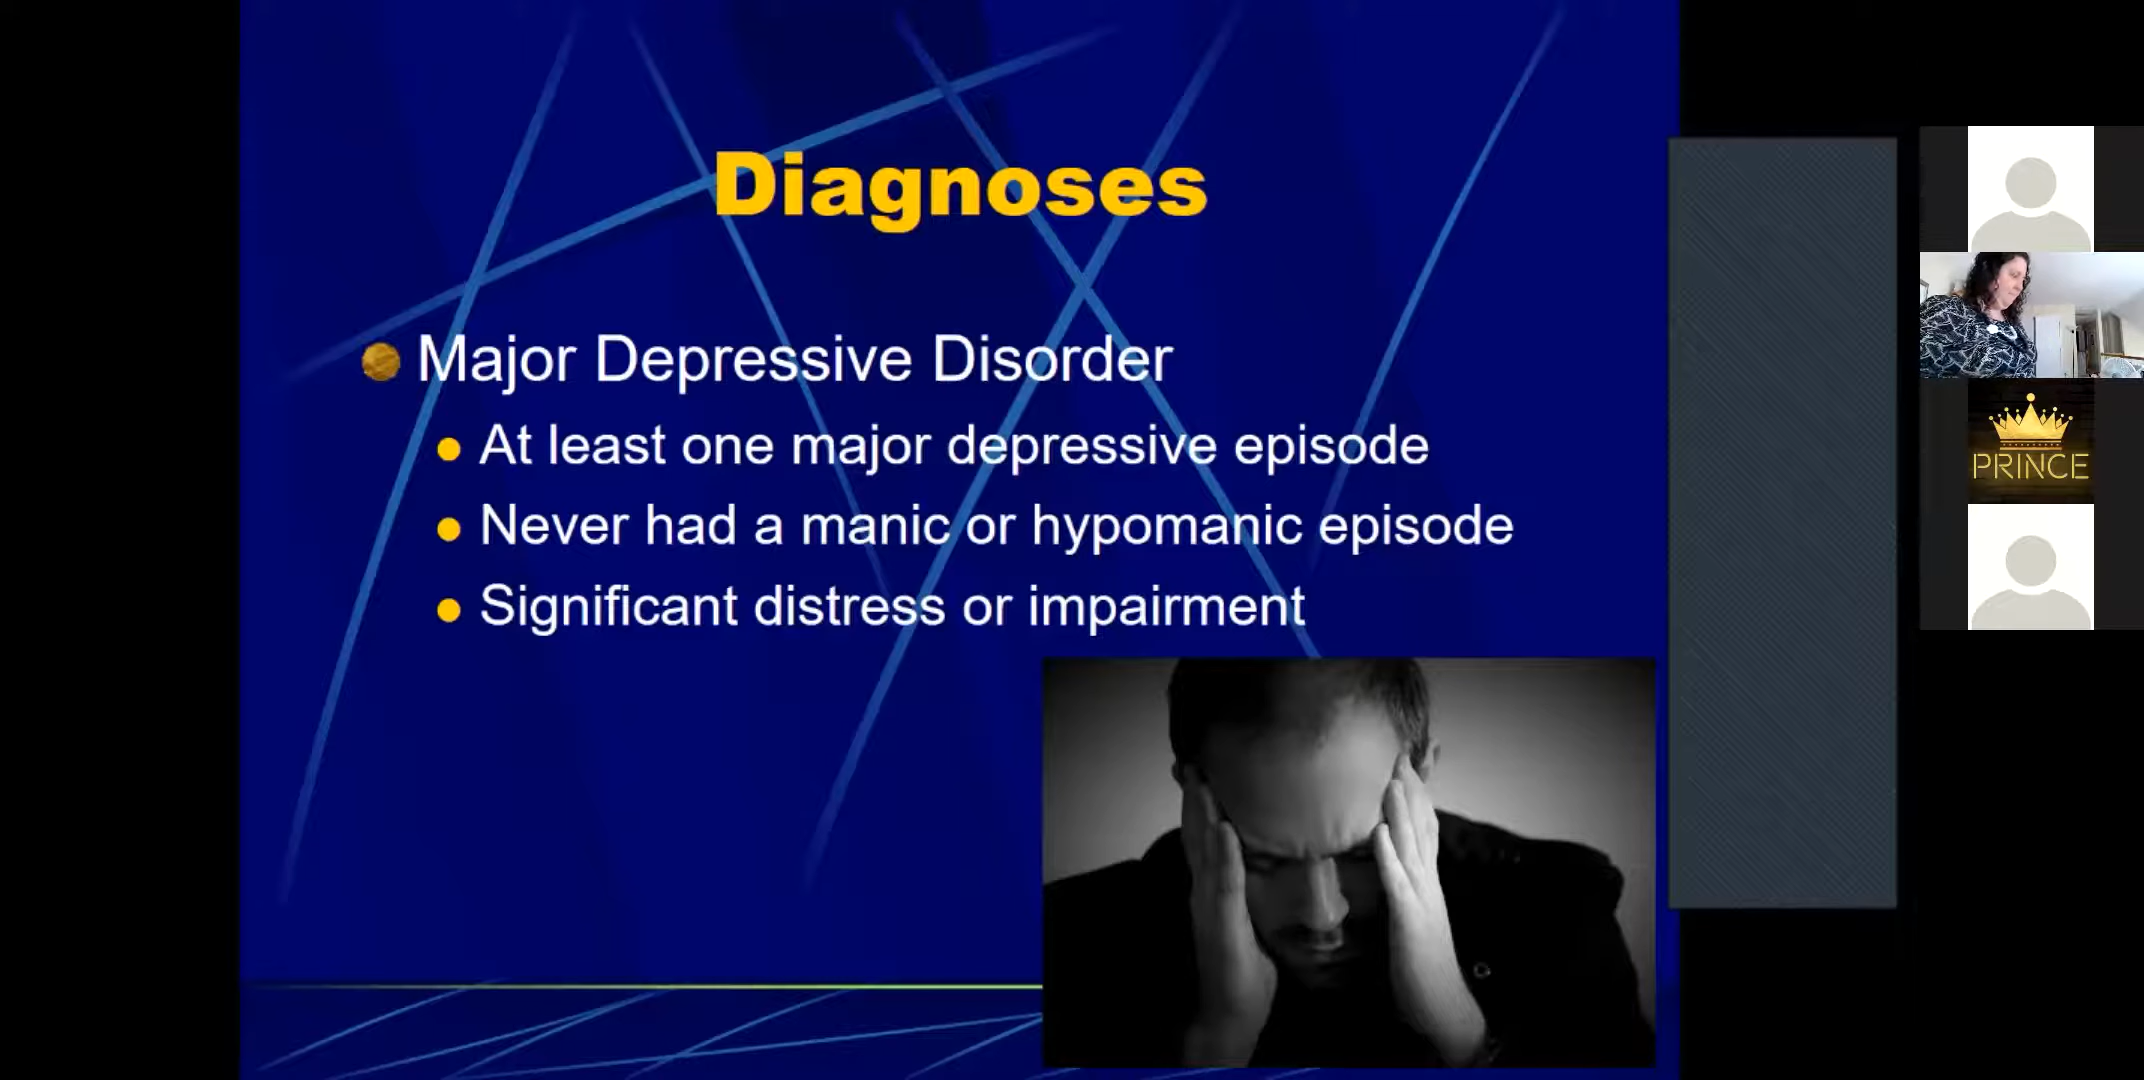 Diagnoses
Major Depressive Disorder
At least one major depressive episode
Never had a manic or hypomanic episode
Significant distress or impairment
PRINCE